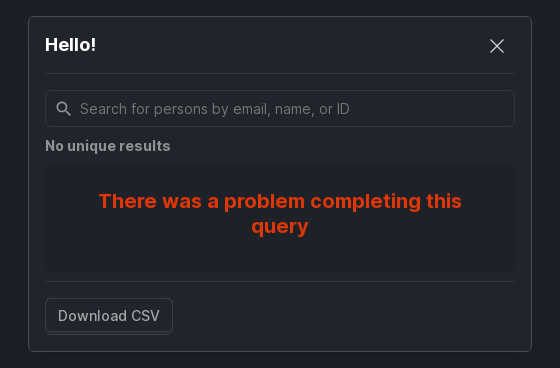 Hello!
Search for persons by email, name, or ID
No unique results
There was a problem completing this
query
Download CSV